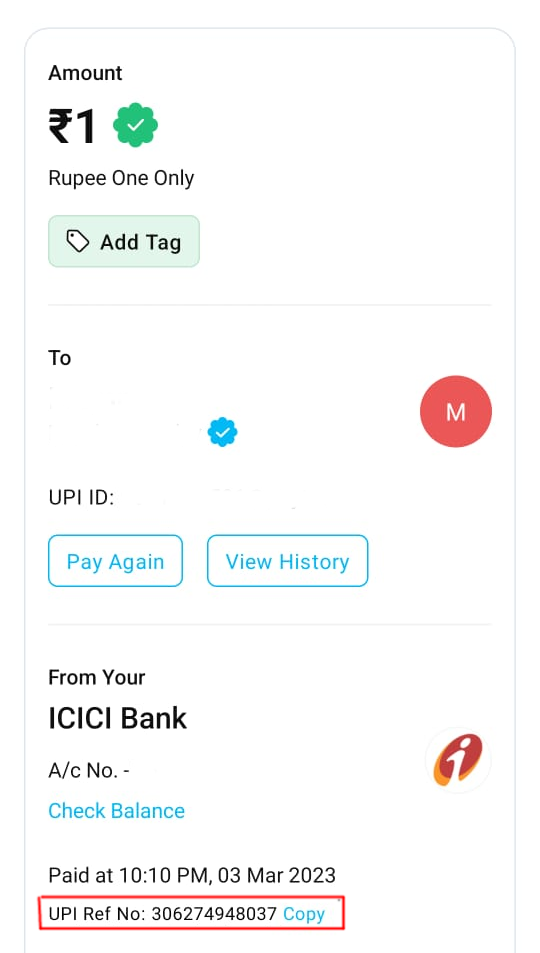 Amount
₹1
Rupee One Only
Add Tag
To
M
UPI ID:
Pay Again
View History
From Your
ICICI Bank
A/c No. -
Check Balance
Paid at 10:10 PM, 03 Mar 2023
UPI Ref No: 306274948037 Copy